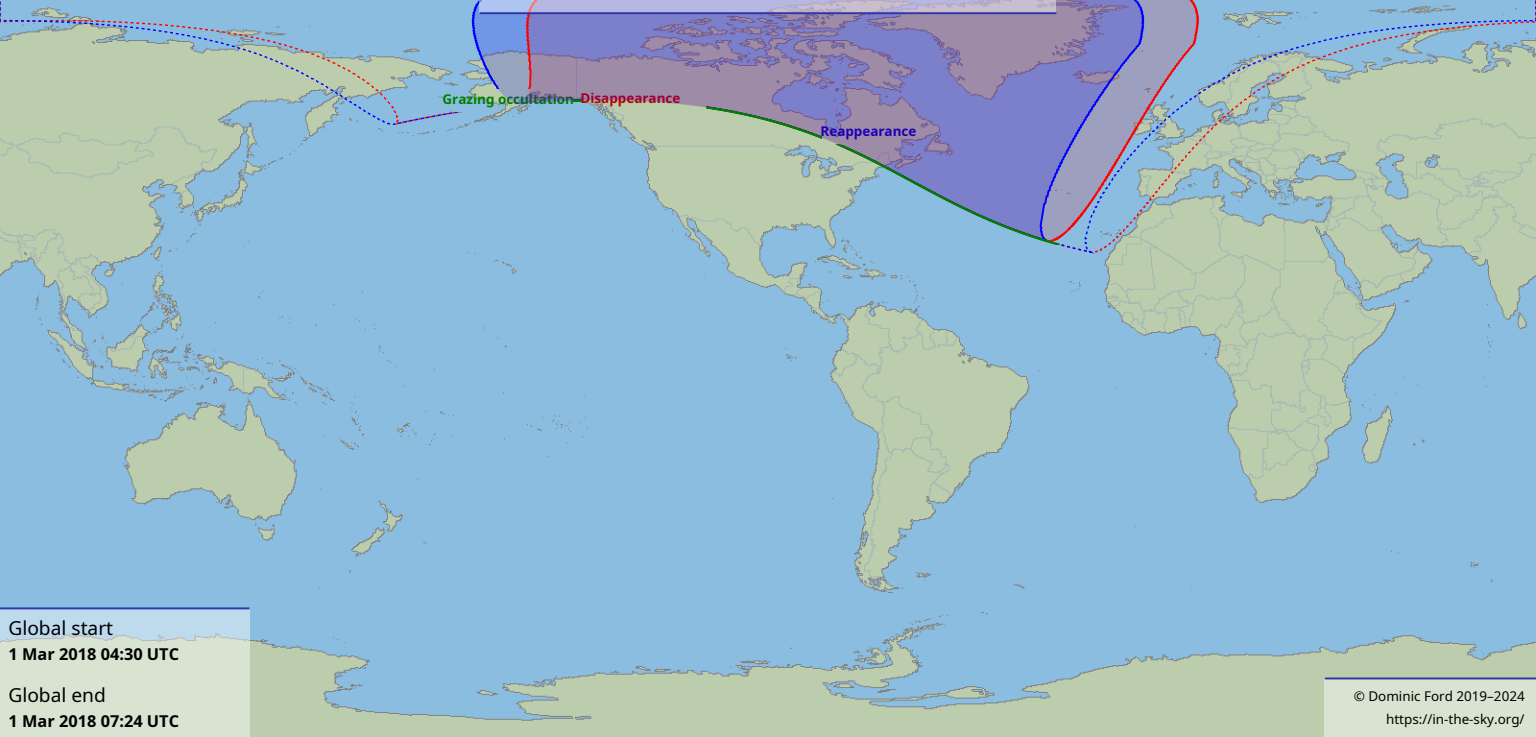 Grazing occultation
Disappearance
Reappearance
Global start
1 Mar 2018 04:30 UTC
Global end
1 Mar 2018 07:24 UTC
© Dominic Ford 2019–2024
https://in-the-sky.org/